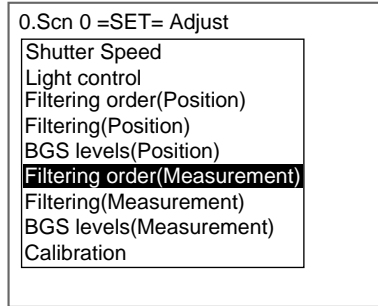 0.Scn 0 =SET= Adjust
Shutter Speed
Light control
Filtering order(Position)
Filtering(Position)
BGS levels(Position)
Filtering order(Measurement)
Filtering(Measurement)
BGS levels(Measurement)
Calibration